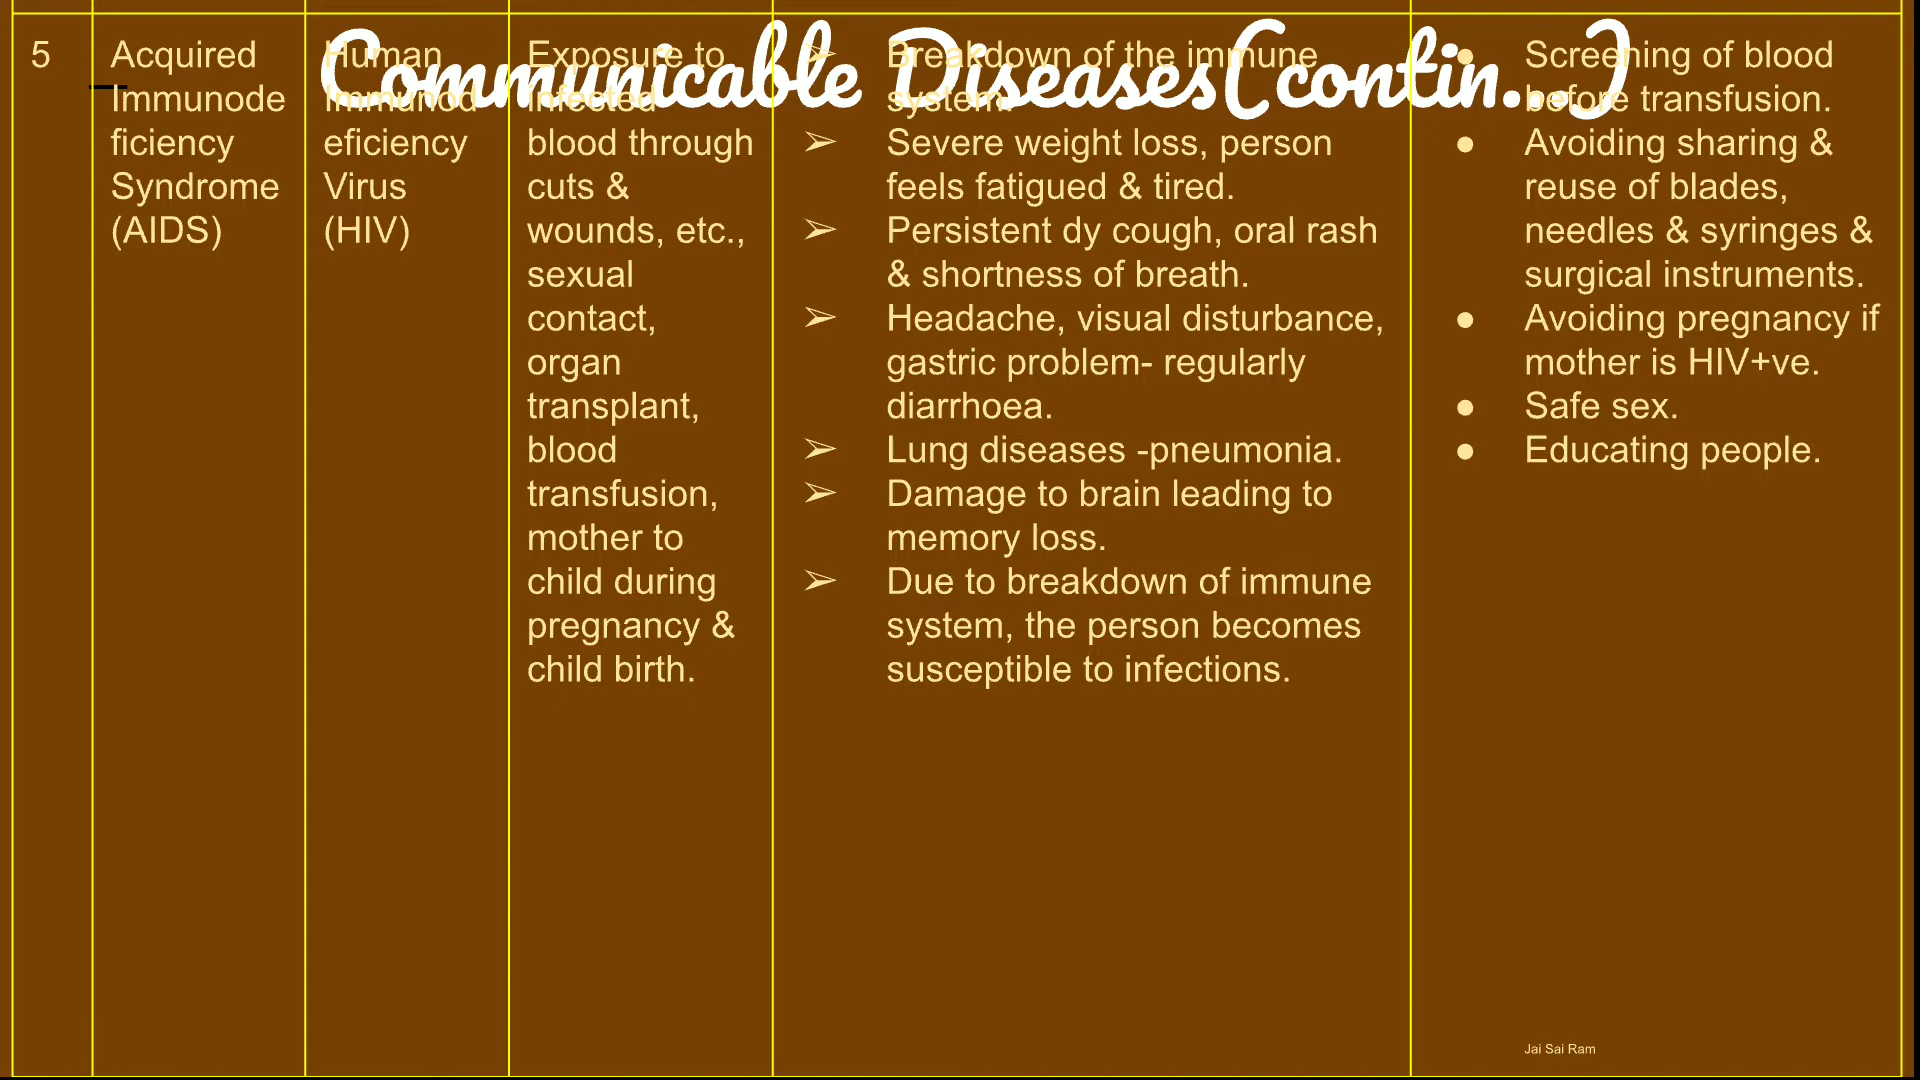 Communicable Diseases(contin...)
5
Acquired
Immunode
ficiency
Syndrome
(AIDS)
Human
Immunod
eficiency
Virus
(HIV)
Exposure to
infected
blood through
cuts &
wounds, etc.,
sexual
contact,
organ
transplant,
blood
transfusion,
mother to
child during
pregnancy &
child birth.
➢ Breakdown of the immune
system.
➢ Severe weight loss, person
feels fatigued & tired.
➢ Persistent dy cough, oral rash
& shortness of breath.
➢ Headache, visual disturbance,
gastric problem- regularly
diarrhoea.
➢ Lung diseases -pneumonia.
➢ Damage to brain leading to
memory loss.
➢ Due to breakdown of immune
system, the person becomes
susceptible to infections.
● Screening of blood
before transfusion.
● Avoiding sharing &
reuse of blades,
needles & syringes &
surgical instruments.
● Avoiding pregnancy if
mother is HIV+ve.
● Safe sex.
● Educating people.
Jai Sai Ram